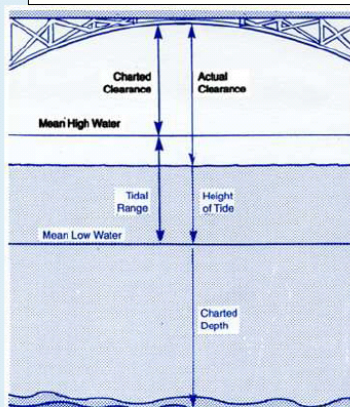 Charted
Clearance
Actual
Clearance
Mean High Water
Tidal
Range
Height
of Tide
Mean Low Water
Charted
Depth